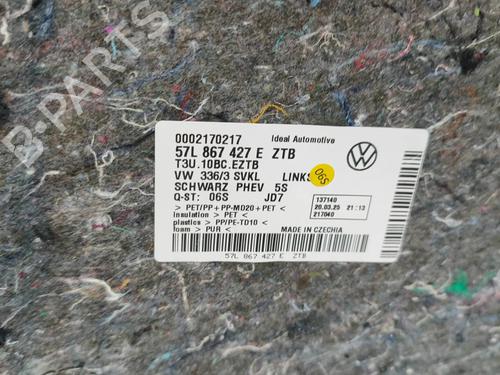 0002170217 Ideal Automotive
57L 867 427 E ZTB
T3U.10BC.EZTB
VW 336/3 SVKL LINKS
06S
SCHWARZ PHEV 5S
Q-ST: 06S JD7
137140
20.03.25 21:13
217040
> PET/PP+PP-MD20+PET <
insulation > PET <
plastics > PP/PE-TD10 <
foam > PUR <
MADE IN CZECHIA
57L 867 427 E ZTB